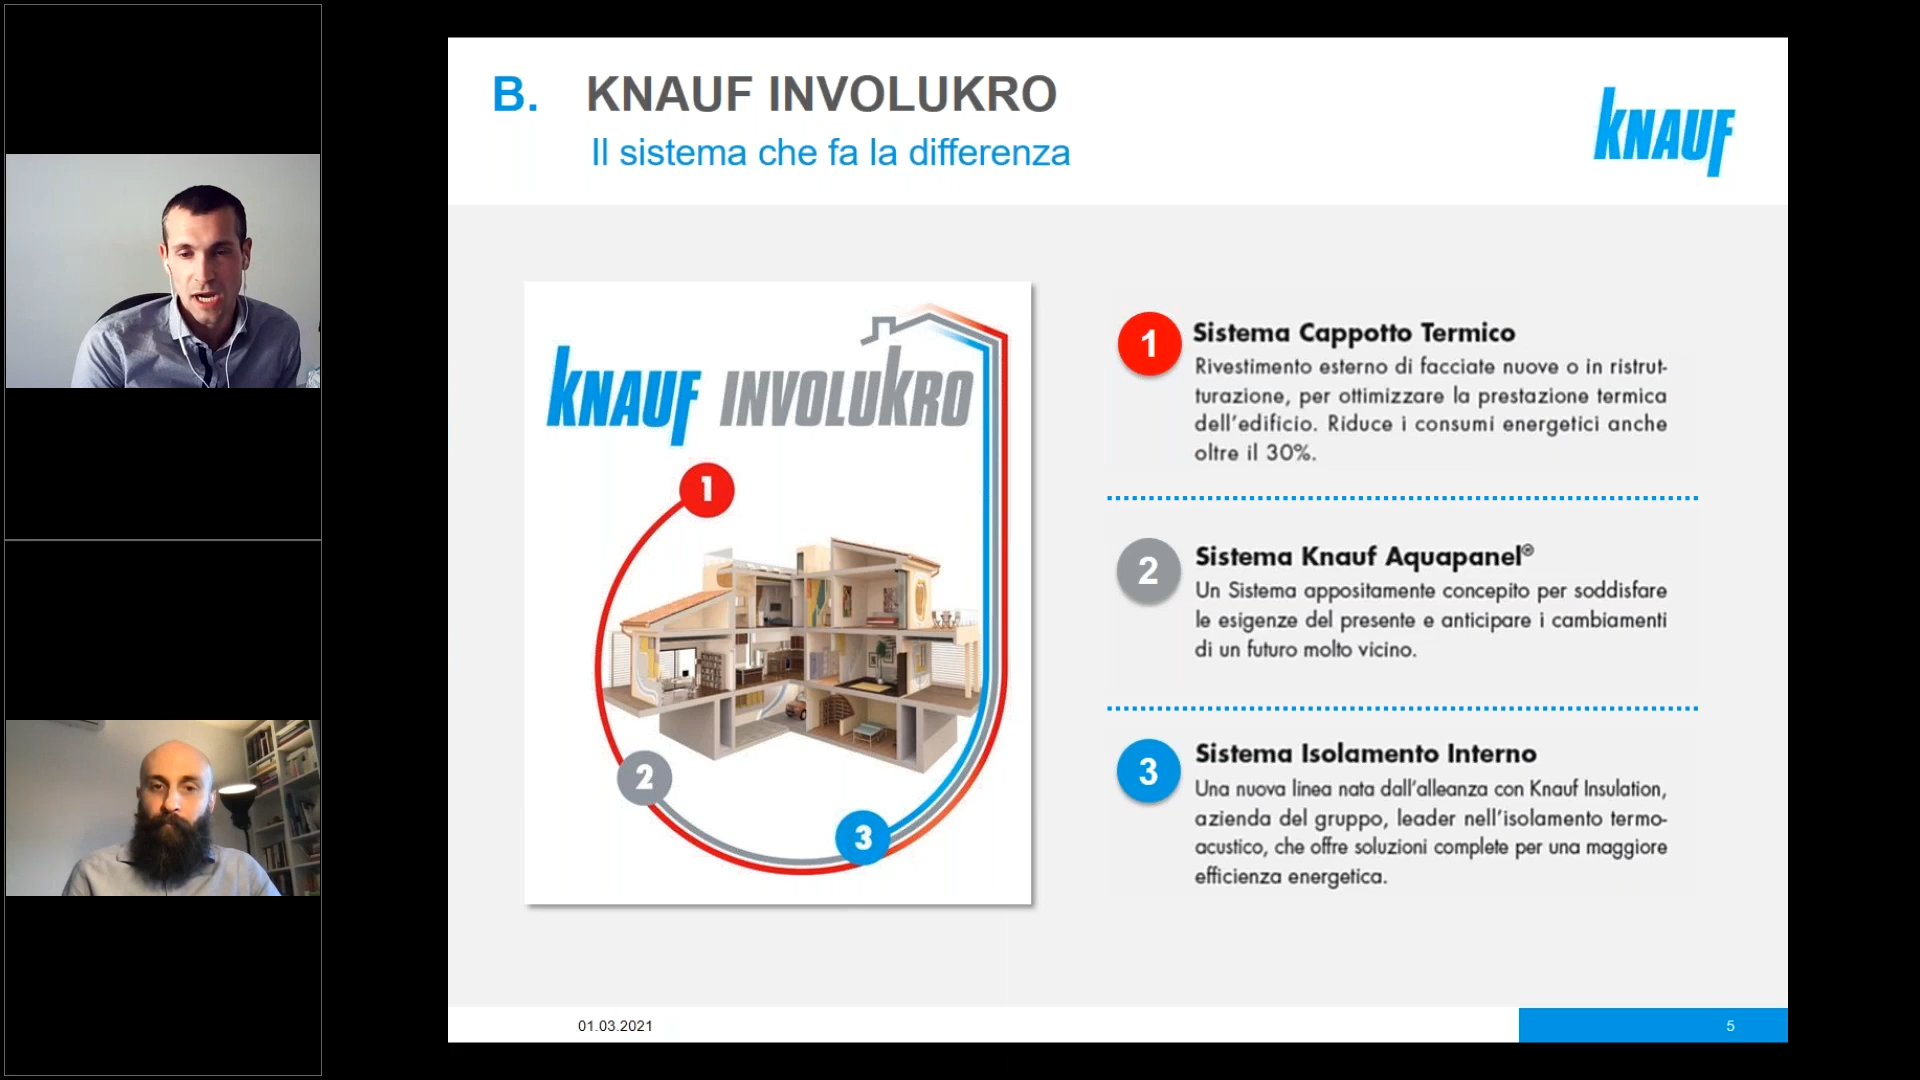 B. KNAUF INVOLUKRO
Il sistema che fa la differenza
KNAUF
KNAUF INVOLUKRO
1
2
3
1 Sistema Cappotto Termico
Rivestimento esterno di facciate nuove o in ristrut-
turazione, per ottimizzare la prestazione termica
dell'edificio. Riduce i consumi energetici anche
oltre il 30%.
2 Sistema Knauf Aquapanel®
Un Sistema appositamente concepito per soddisfare
le esigenze del presente e anticipare i cambiamenti
di un futuro molto vicino.
3 Sistema Isolamento Interno
Una nuova linea nata dall'alleanza con Knauf Insulation,
azienda del gruppo, leader nell'isolamento termo-
acustico, che offre soluzioni complete per una maggiore
efficienza energetica.
01.03.2021
5